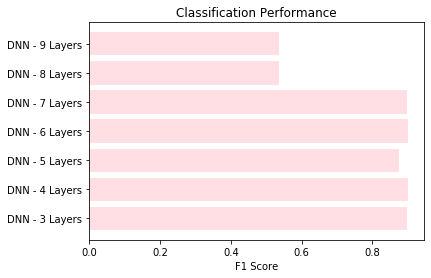 Classification Performance
DNN - 9 Layers
DNN - 8 Layers
DNN - 7 Layers
DNN - 6 Layers
DNN - 5 Layers
DNN - 4 Layers
DNN - 3 Layers
0.0 0.2 0.4 0.6 0.8
F1 Score